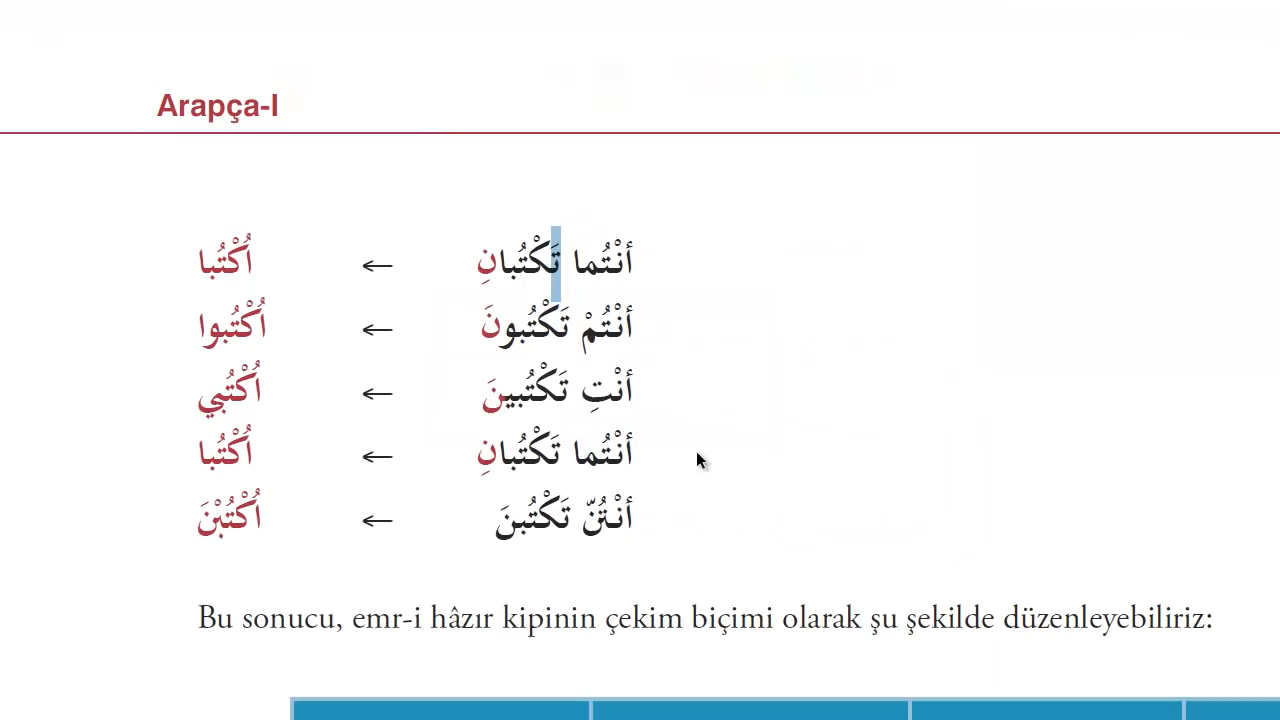 Arapça-I
أنْتُما تَكْتُبانِ ← اُكْتُبا
أنْتُمْ تَكْتُبونَ ← اُكْتُبوا
أنْتِ تَكْتُبينَ ← اُكْتُبي
أنْتُما تَكْتُبانِ ← اُكْتُبا
أنْتُنّ تَكْتُبنَ ← اُكْتُبْنَ
Bu sonucu, emr-i hâzır kipinin çekim biçimi olarak şu şekilde düzenleyebiliriz: